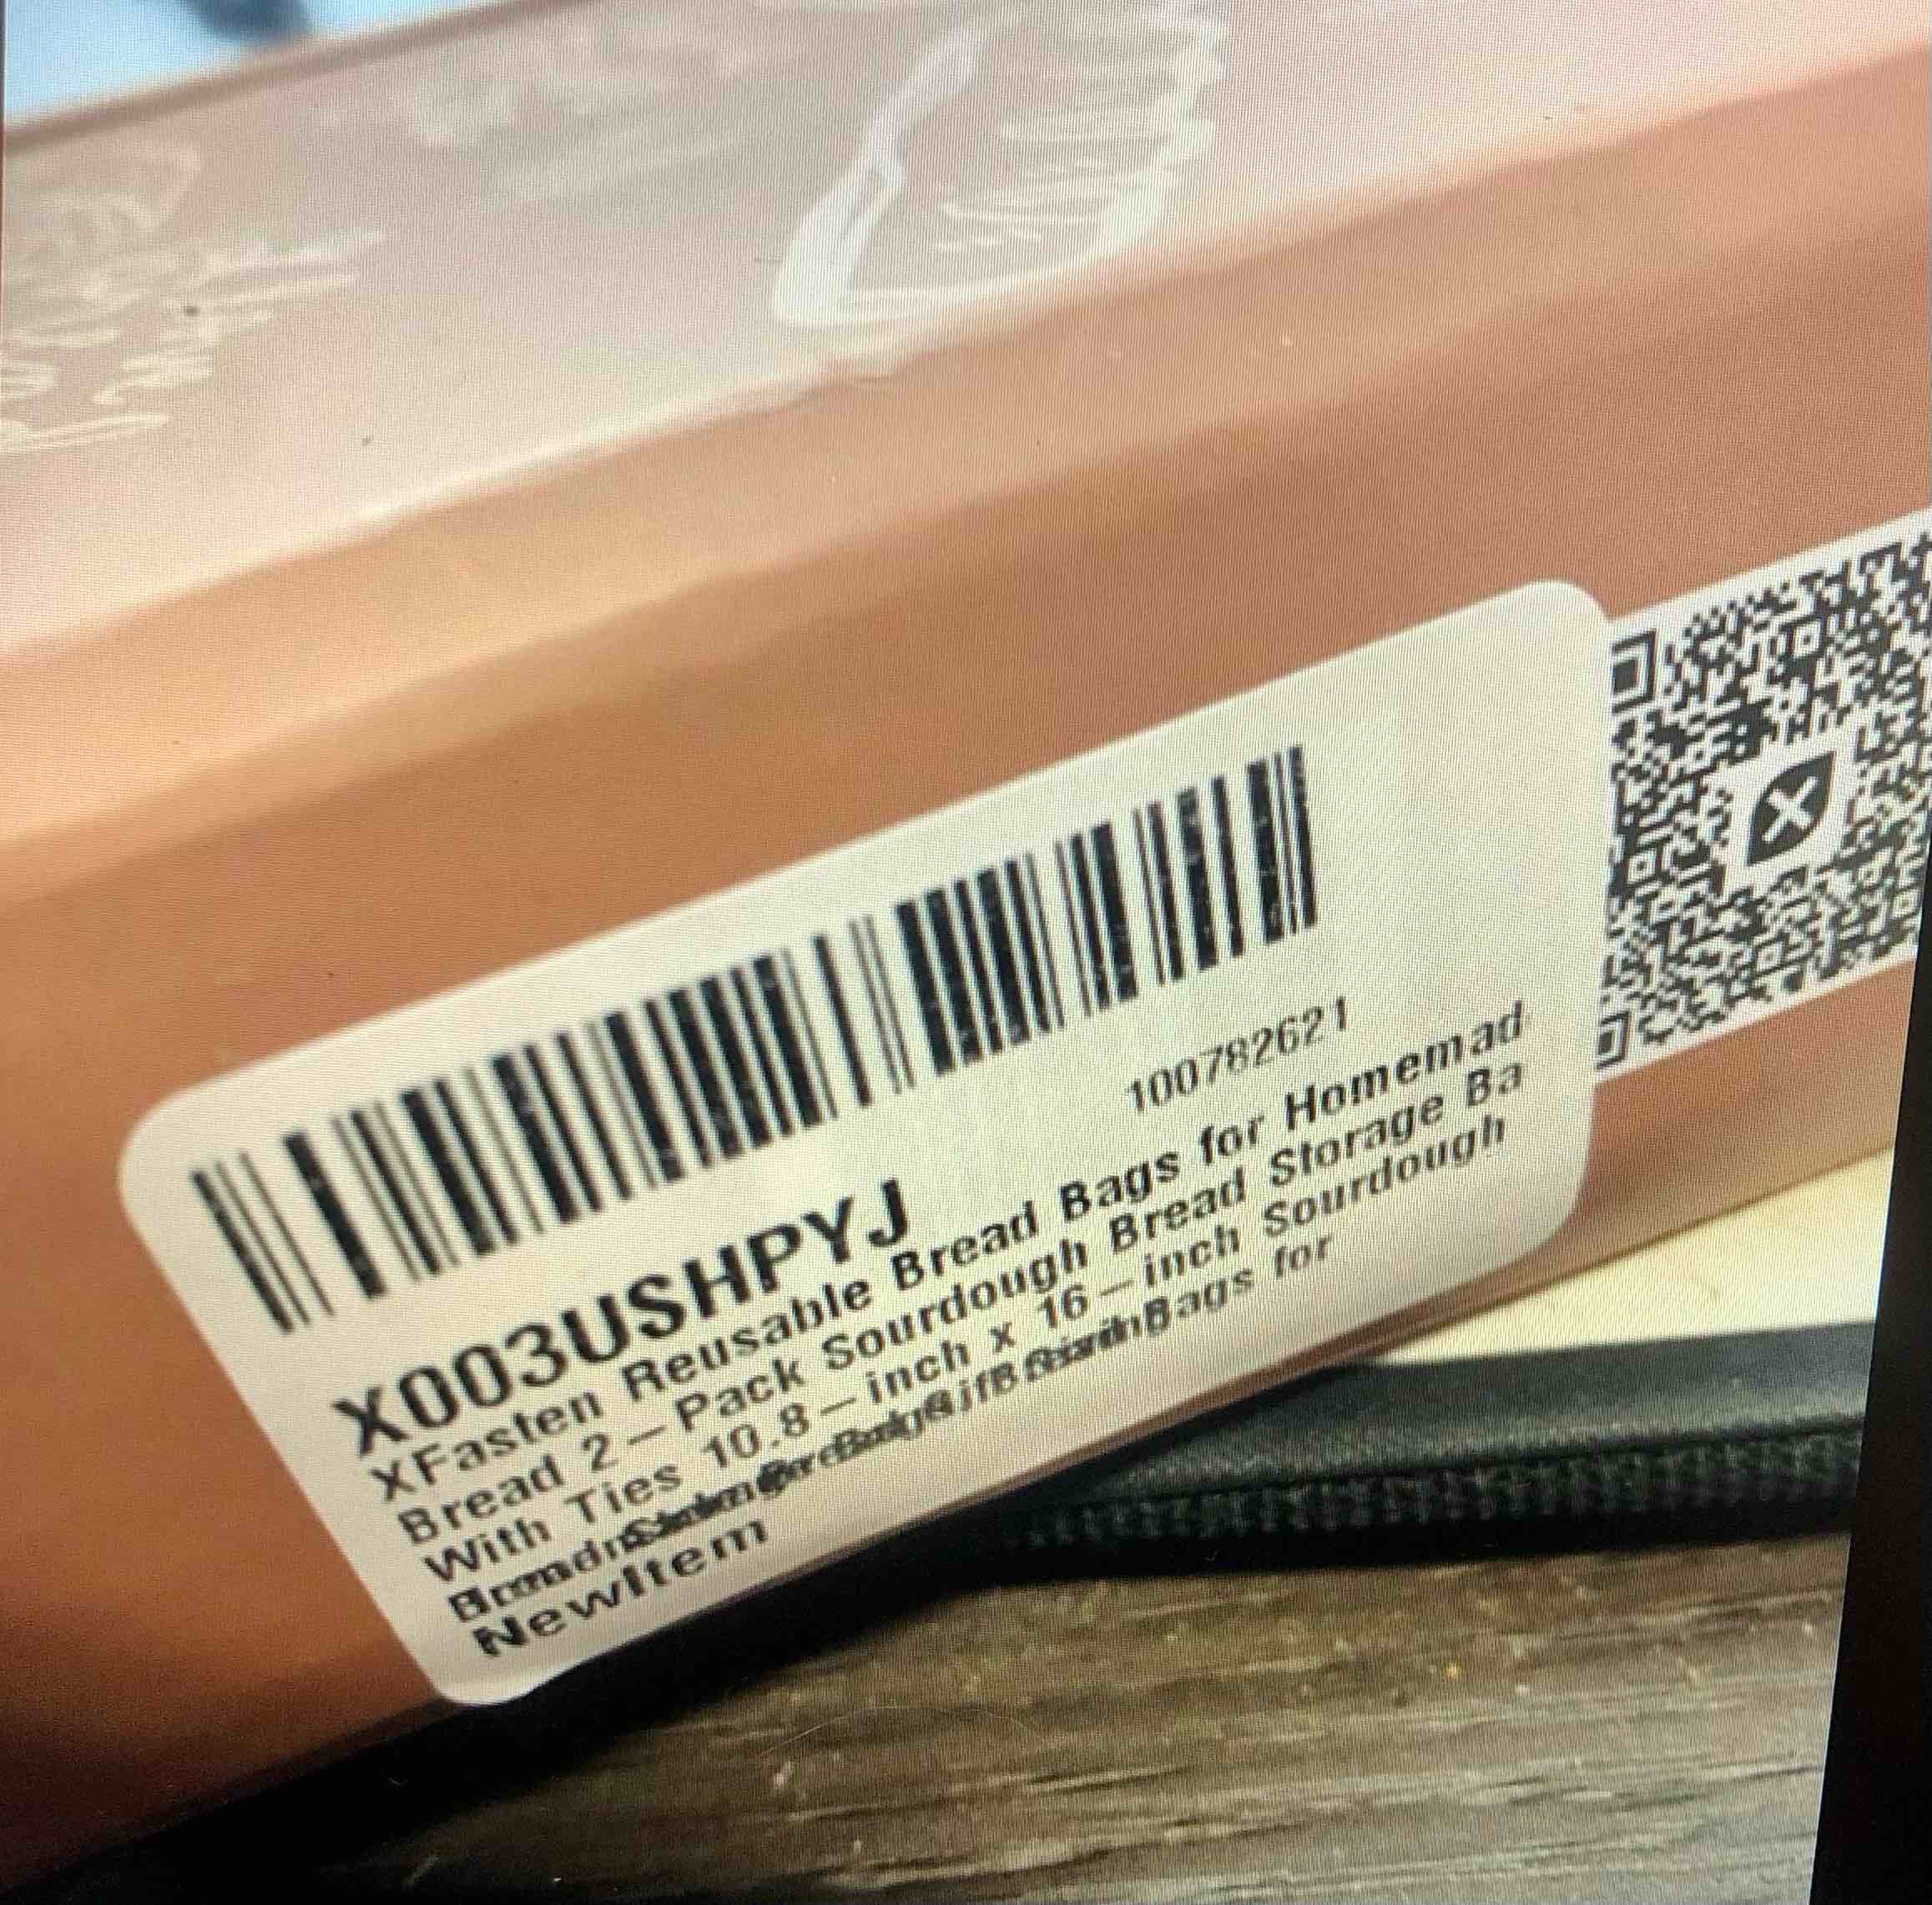 100782621
X003USHPYJ
XFasten Reusable Bread Bags for Homemad
Bread 2-Pack Sourdough Bread Storage Ba
With Ties 10.8-inch x 16-inch Sourdough
Bags for
NewItem
X